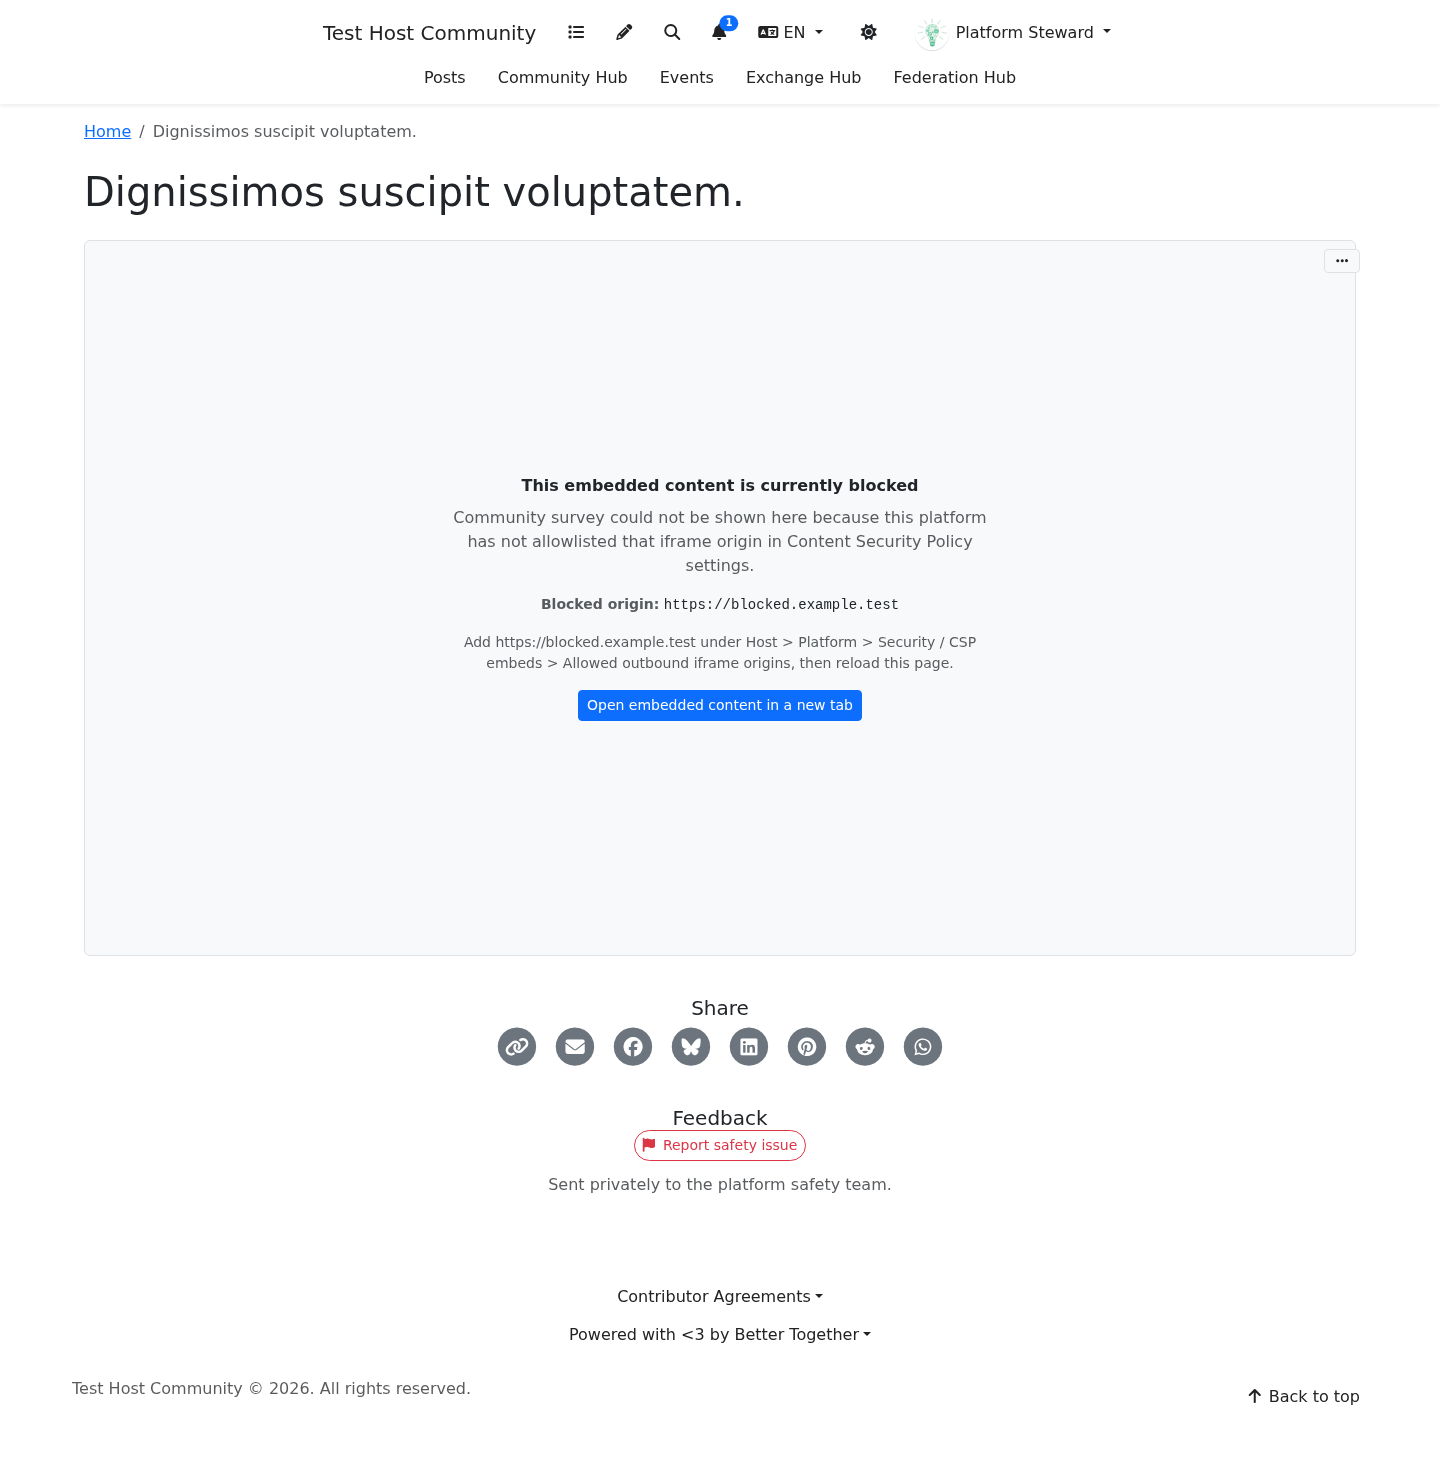 Test Host Community
1
EN
Platform Steward
Posts
Community Hub
Events
Exchange Hub
Federation Hub
Home / Dignissimos suscipit voluptatem.
Dignissimos suscipit voluptatem.
This embedded content is currently blocked
Community survey could not be shown here because this platform
has not allowlisted that iframe origin in Content Security Policy
settings.
Blocked origin: https://blocked.example.test
Add https://blocked.example.test under Host > Platform > Security / CSP
embeds > Allowed outbound iframe origins, then reload this page.
Open embedded content in a new tab
Share
Feedback
Report safety issue
Sent privately to the platform safety team.
Contributor Agreements
Powered with <3 by Better Together
Test Host Community © 2026. All rights reserved.
Back to top